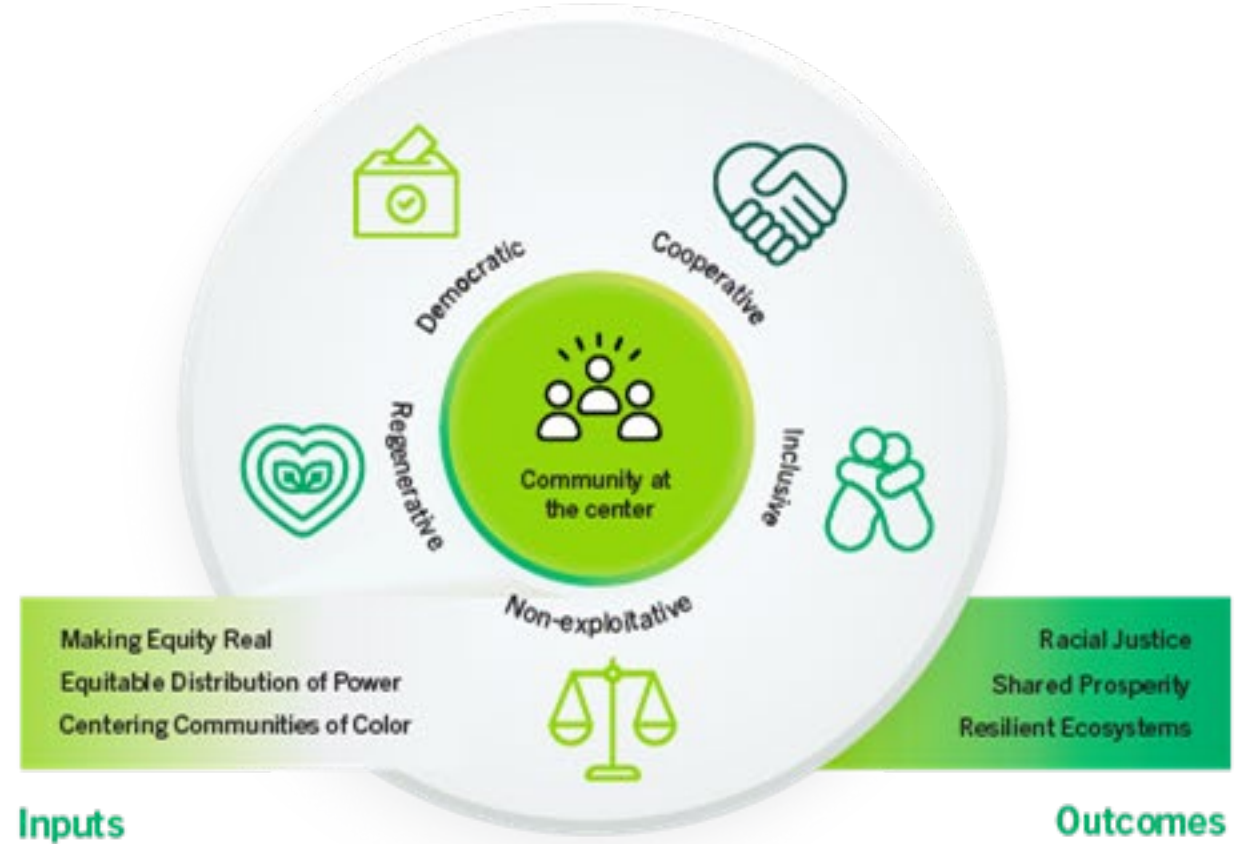 Democratic
Cooperative
Regenerative
Community at
the center
Inclusive
Non-exploitative
Making Equity Real
Equitable Distribution of Power
Centering Communities of Color
Racial Justice
Shared Prosperity
Resilient Ecosystems
Inputs
Outcomes